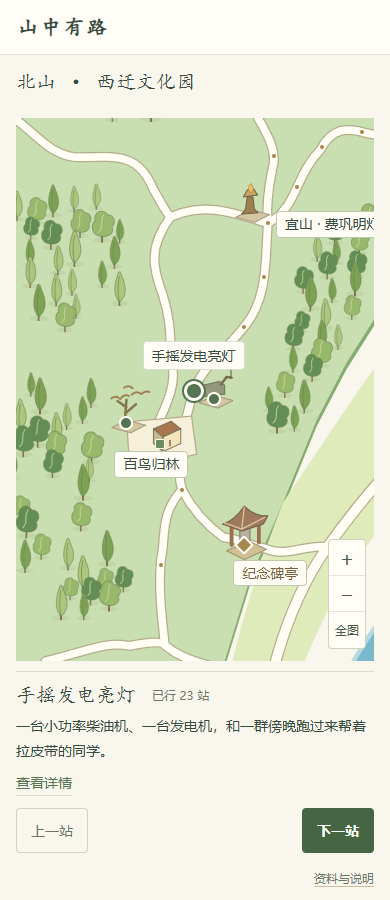 山中有路
北山 • 西迁文化园
宜山 · 费巩明灯
手摇发电亮灯
百鸟归林
纪念碑亭
+
−
全图
手摇发电亮灯 已行 23 站
一台小功率柴油机、一台发电机，和一群傍晚跑过来帮着
拉皮带的同学。
查看详情
上一站
下一站
资料与说明